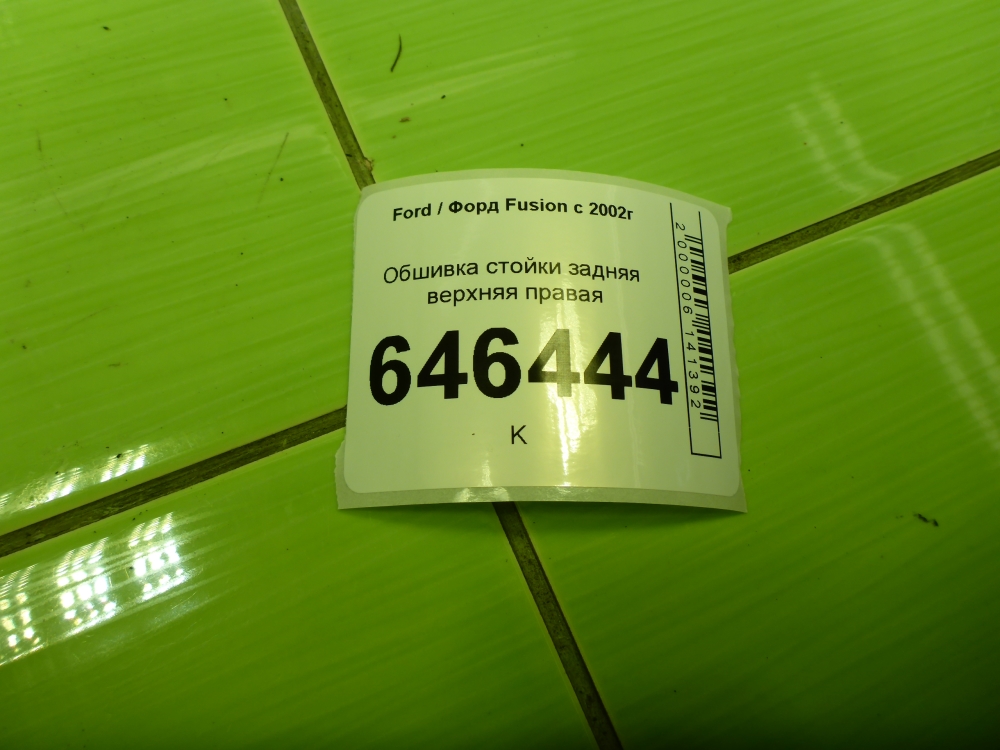 Ford / Форд Fusion с 2002г
Обшивка стойки задняя
верхняя правая
646444
К
2000006141392